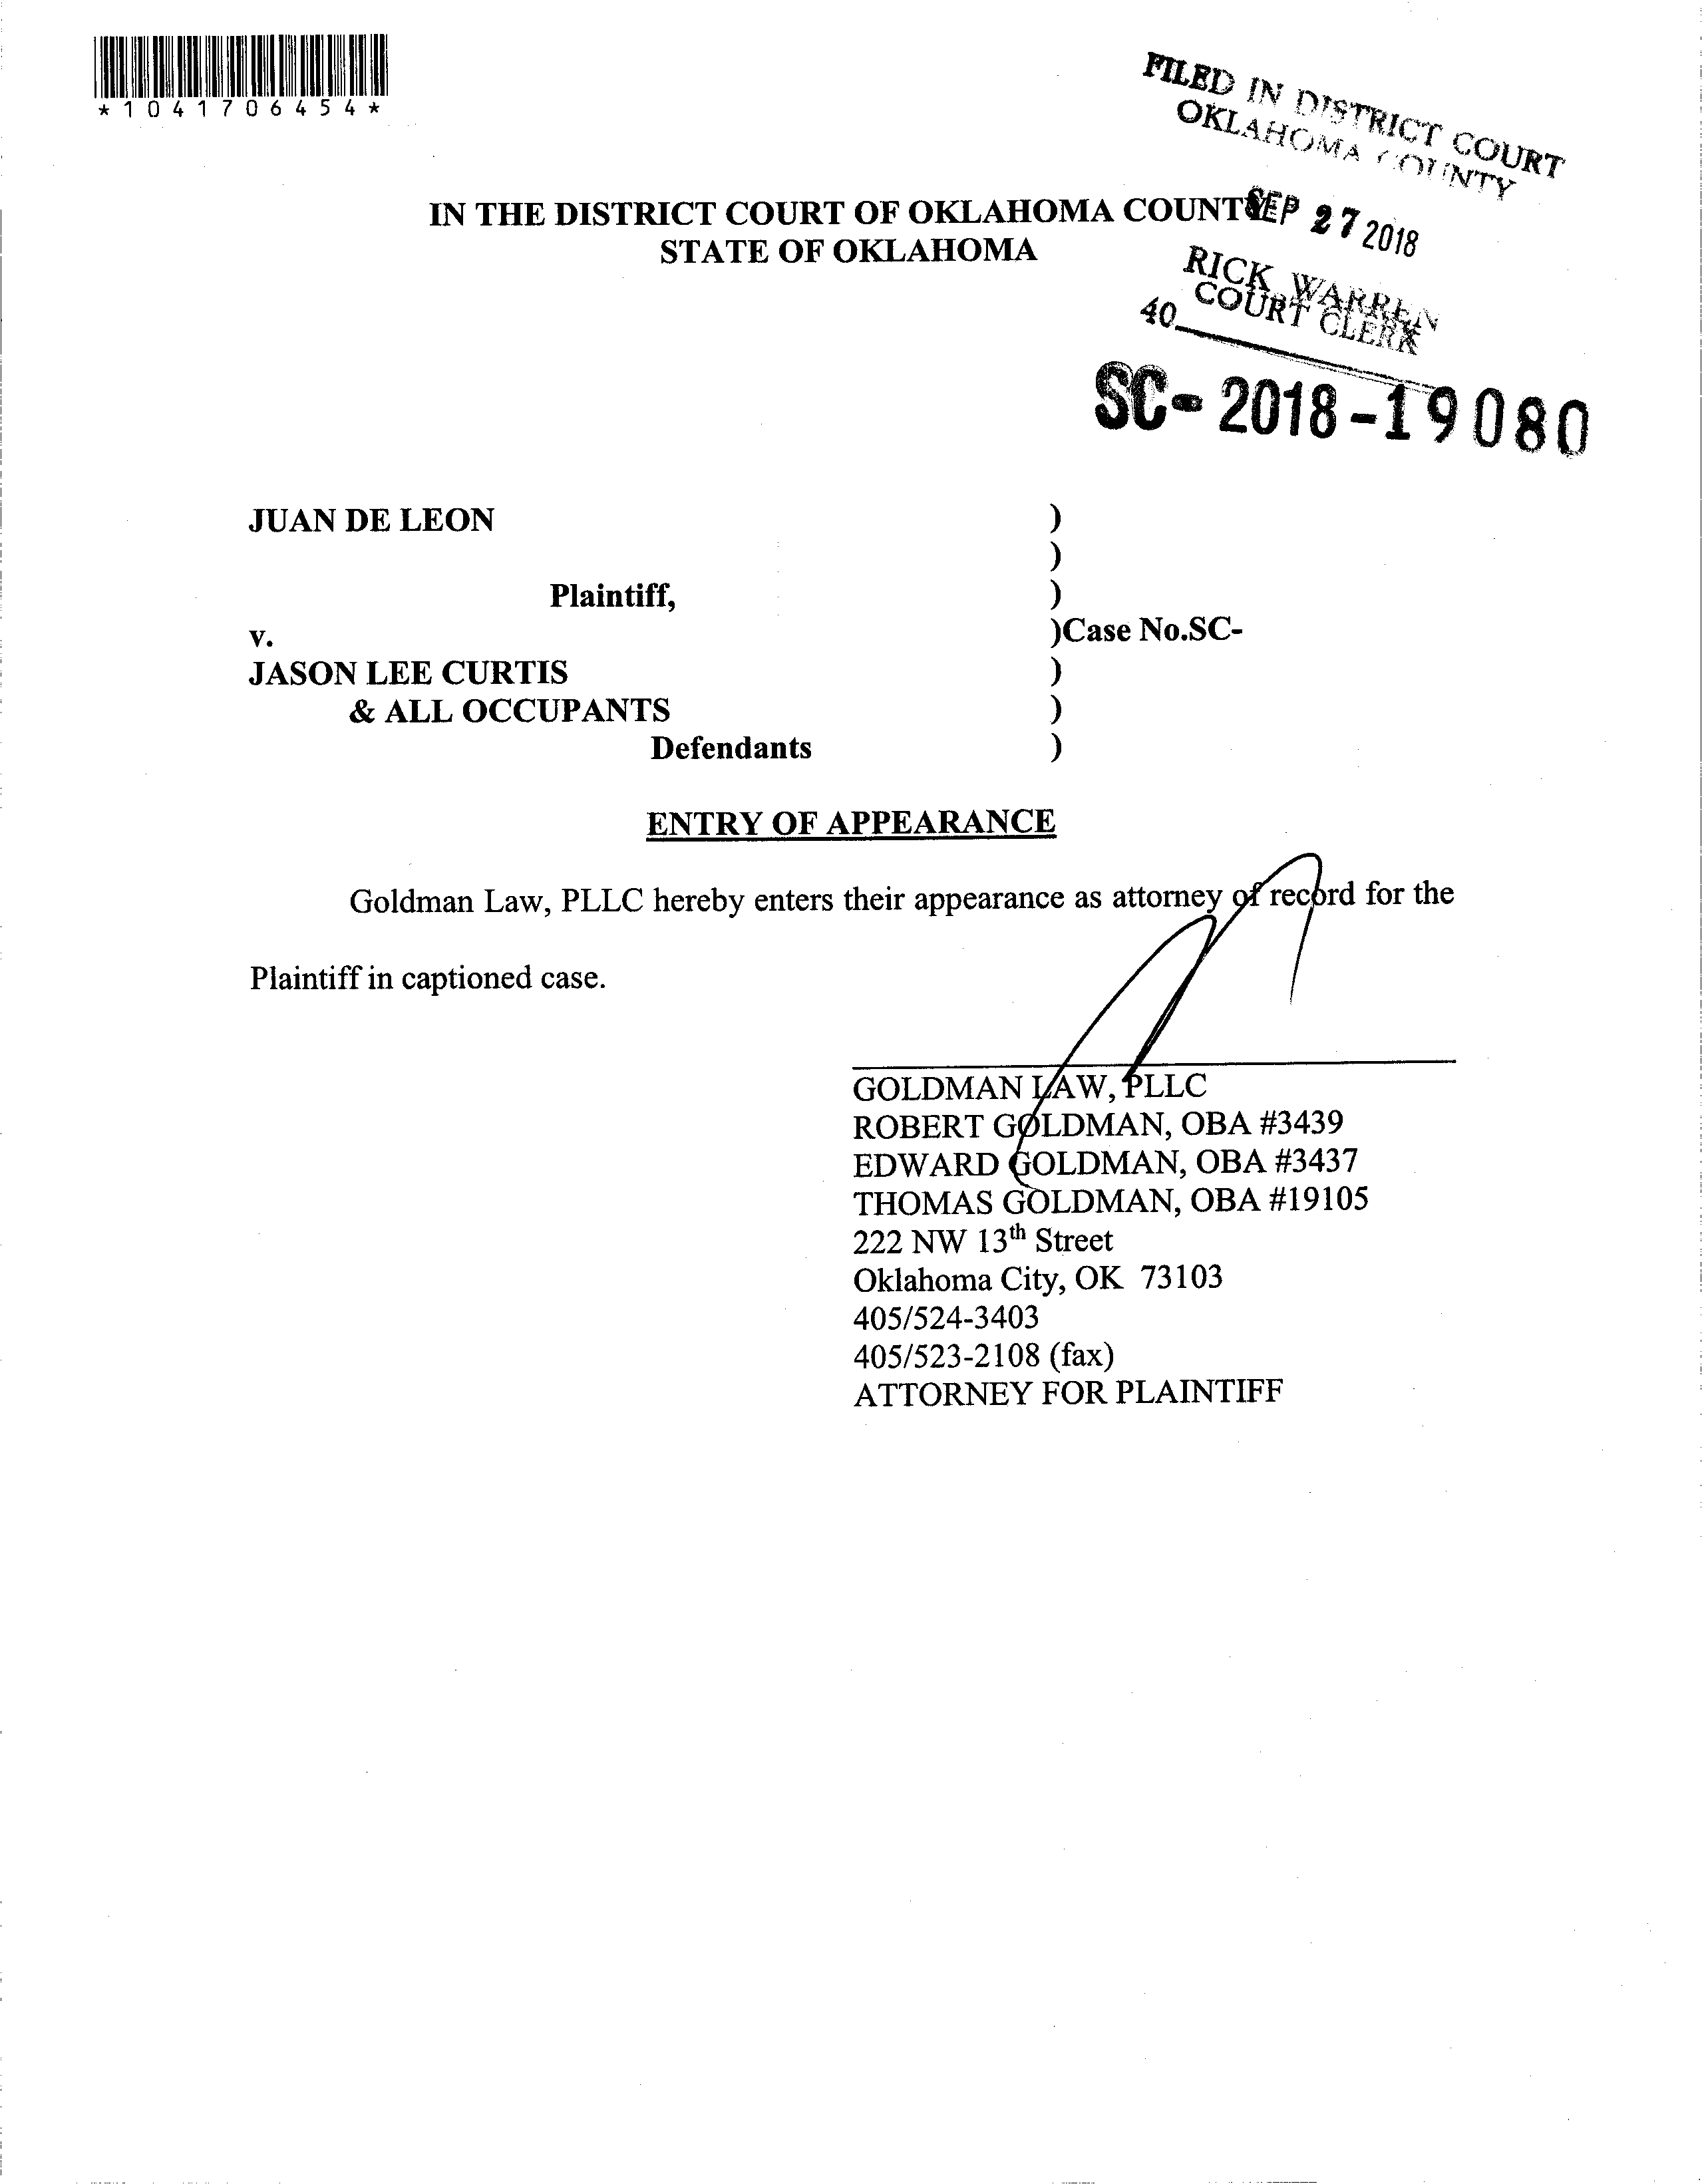 *1041706454*
FILED IN DISTRICT COURT
OKLAHOMA COUNTY
SEP 27 2018
RICK WARREN
COURT CLERK
40
SC-2018-19080
IN THE DISTRICT COURT OF OKLAHOMA COUNTY
STATE OF OKLAHOMA
JUAN DE LEON )
)
Plaintiff, )
v. )Case No.SC-
JASON LEE CURTIS )
& ALL OCCUPANTS )
Defendants )
ENTRY OF APPEARANCE
Goldman Law, PLLC hereby enters their appearance as attorney of record for the
Plaintiff in captioned case.
GOLDMAN LAW, PLLC
ROBERT GOLDMAN, OBA #3439
EDWARD GOLDMAN, OBA #3437
THOMAS GOLDMAN, OBA #19105
222 NW 13th Street
Oklahoma City, OK 73103
405/524-3403
405/523-2108 (fax)
ATTORNEY FOR PLAINTIFF